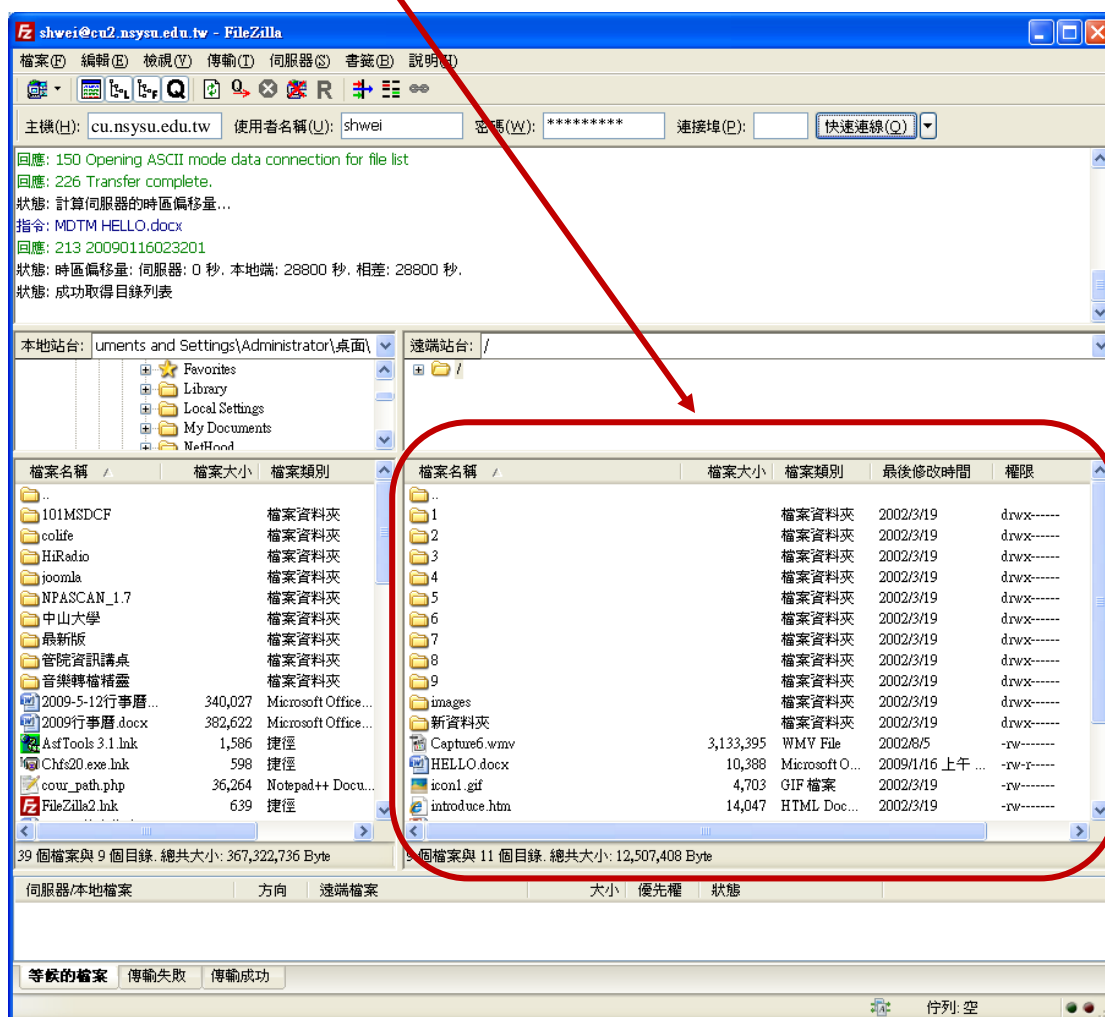 shwei@cu2.nsysu.edu.tw - FileZilla
檔案(F) 編輯(E) 檢視(V) 傳輸(T) 伺服器(S) 書籤(B) 說明(H)
主機(H): cu.nsysu.edu.tw 使用者名稱(U): shwei 密碼(W): ********* 連接埠(P): 快速連線(Q)
回應: 150 Opening ASCII mode data connection for file list
回應: 226 Transfer complete.
狀態: 計算伺服器的時區偏移量...
指令: MDTM HELLO.docx
回應: 213 20090116023201
狀態: 時區偏移量: 伺服器: 0 秒. 本地端: 28800 秒. 相差: 28800 秒.
狀態: 成功取得目錄列表
本地站台: uments and Settings\Administrator\桌面\
Favorites
Library
Local Settings
My Documents
NetHood
遠端站台: /
/
檔案名稱 檔案大小 檔案類別
..
101MSDCF 檔案資料夾
colife 檔案資料夾
HiRadio 檔案資料夾
joomla 檔案資料夾
NPASCAN_1.7 檔案資料夾
中山大學 檔案資料夾
最新版 檔案資料夾
管院資訊講桌 檔案資料夾
音樂轉檔精靈 檔案資料夾
2009-5-12行事曆... 340,027 Microsoft Office...
2009行事曆.docx 382,622 Microsoft Office...
AsfTools 3.1.lnk 1,586 捷徑
Chfs20.exe.lnk 598 捷徑
cour_path.php 36,264 Notepad++ Docu...
FileZilla2.lnk 639 捷徑
39 個檔案與 9 個目錄. 總共大小: 367,322,736 Byte
檔案名稱 檔案大小 檔案類別 最後修改時間 權限
..
1 檔案資料夾 2002/3/19 drwx------
2 檔案資料夾 2002/3/19 drwx------
3 檔案資料夾 2002/3/19 drwx------
4 檔案資料夾 2002/3/19 drwx------
5 檔案資料夾 2002/3/19 drwx------
6 檔案資料夾 2002/3/19 drwx------
7 檔案資料夾 2002/3/19 drwx------
8 檔案資料夾 2002/3/19 drwx------
9 檔案資料夾 2002/3/19 drwx------
images 檔案資料夾 2002/3/19 drwx------
新資料夾 檔案資料夾 2002/3/19 drwx------
Capture6.wmv 3,133,395 WMV File 2002/8/5 -rw-------
HELLO.docx 10,388 Microsoft O... 2009/1/16 上午 ... -rw-r-----
icon1.gif 4,703 GIF 檔案 2002/3/19 -rw-------
introduce.htm 14,047 HTML Doc... 2002/3/19 -rw-------
9 個檔案與 11 個目錄. 總共大小: 12,507,408 Byte
伺服器/本地檔案 方向 遠端檔案 大小 優先權 狀態
等候的檔案 傳輸失敗 傳輸成功
佇列: 空